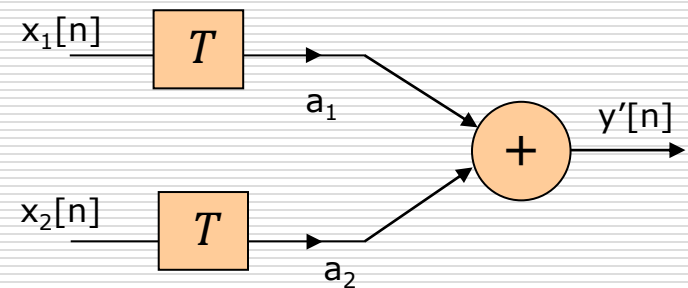 x₁[n]
T
a₁
+
y′[n]
x₂[n]
T
a₂